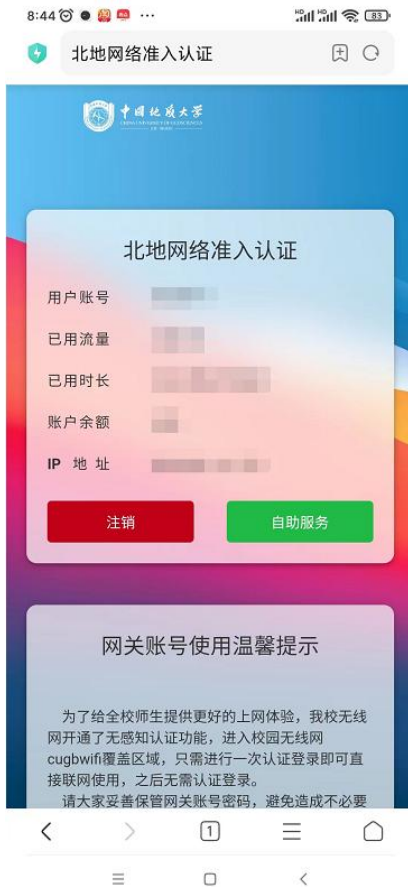 8:44
HD HD 83
北地网络准入认证
中国地质大学
北地网络准入认证
用户账号
已用流量
已用时长
账户余额
IP 地 址
注销 自助服务
网关账号使用温馨提示
为了给全校师生提供更好的上网体验，我校无线
网开通了无感知认证功能，进入校园无线网
cugbwifi覆盖区域，只需进行一次认证登录即可直
接联网使用，之后无需认证登录。
请大家妥善保管网关账号密码，避免造成不必要
1